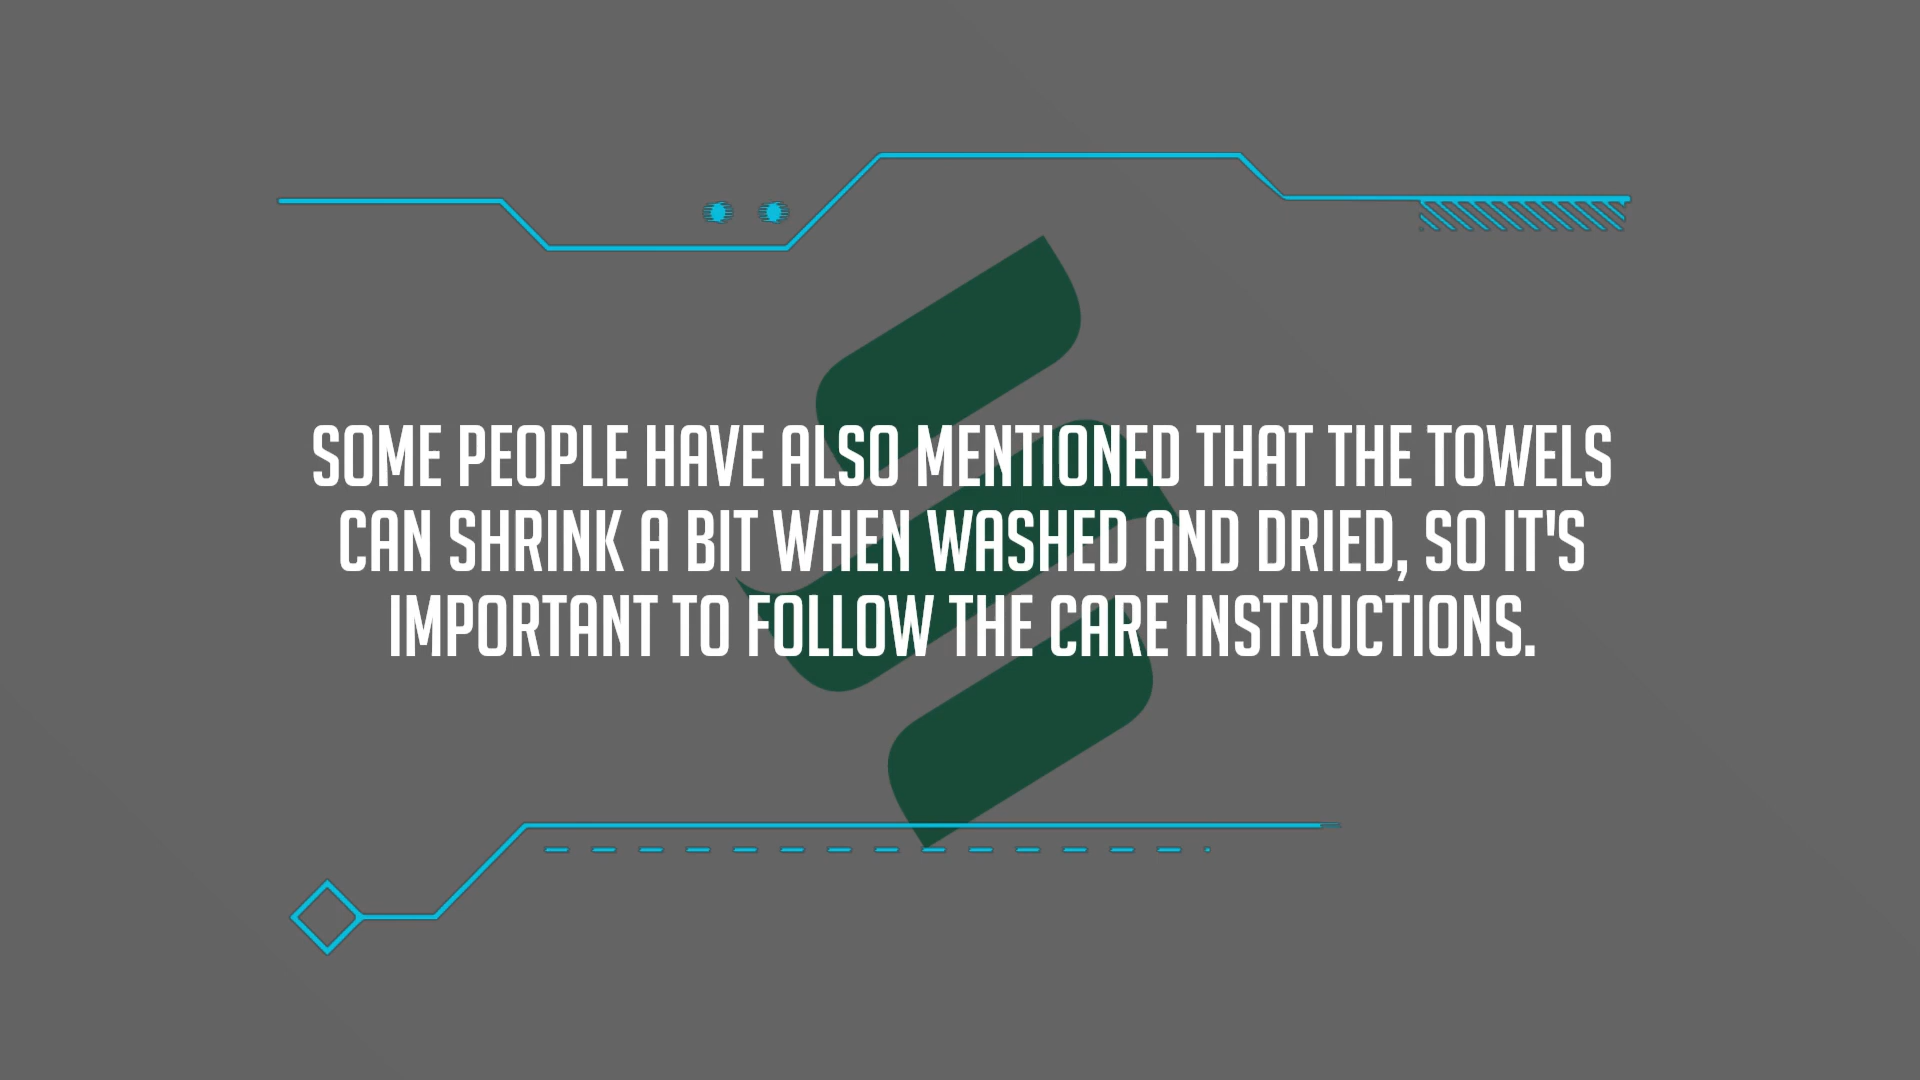 SOME PEOPLE HAVE ALSO MENTIONED THAT THE TOWELS
CAN SHRINK A BIT WHEN WASHED AND DRIED, SO IT'S
IMPORTANT TO FOLLOW THE CARE INSTRUCTIONS.